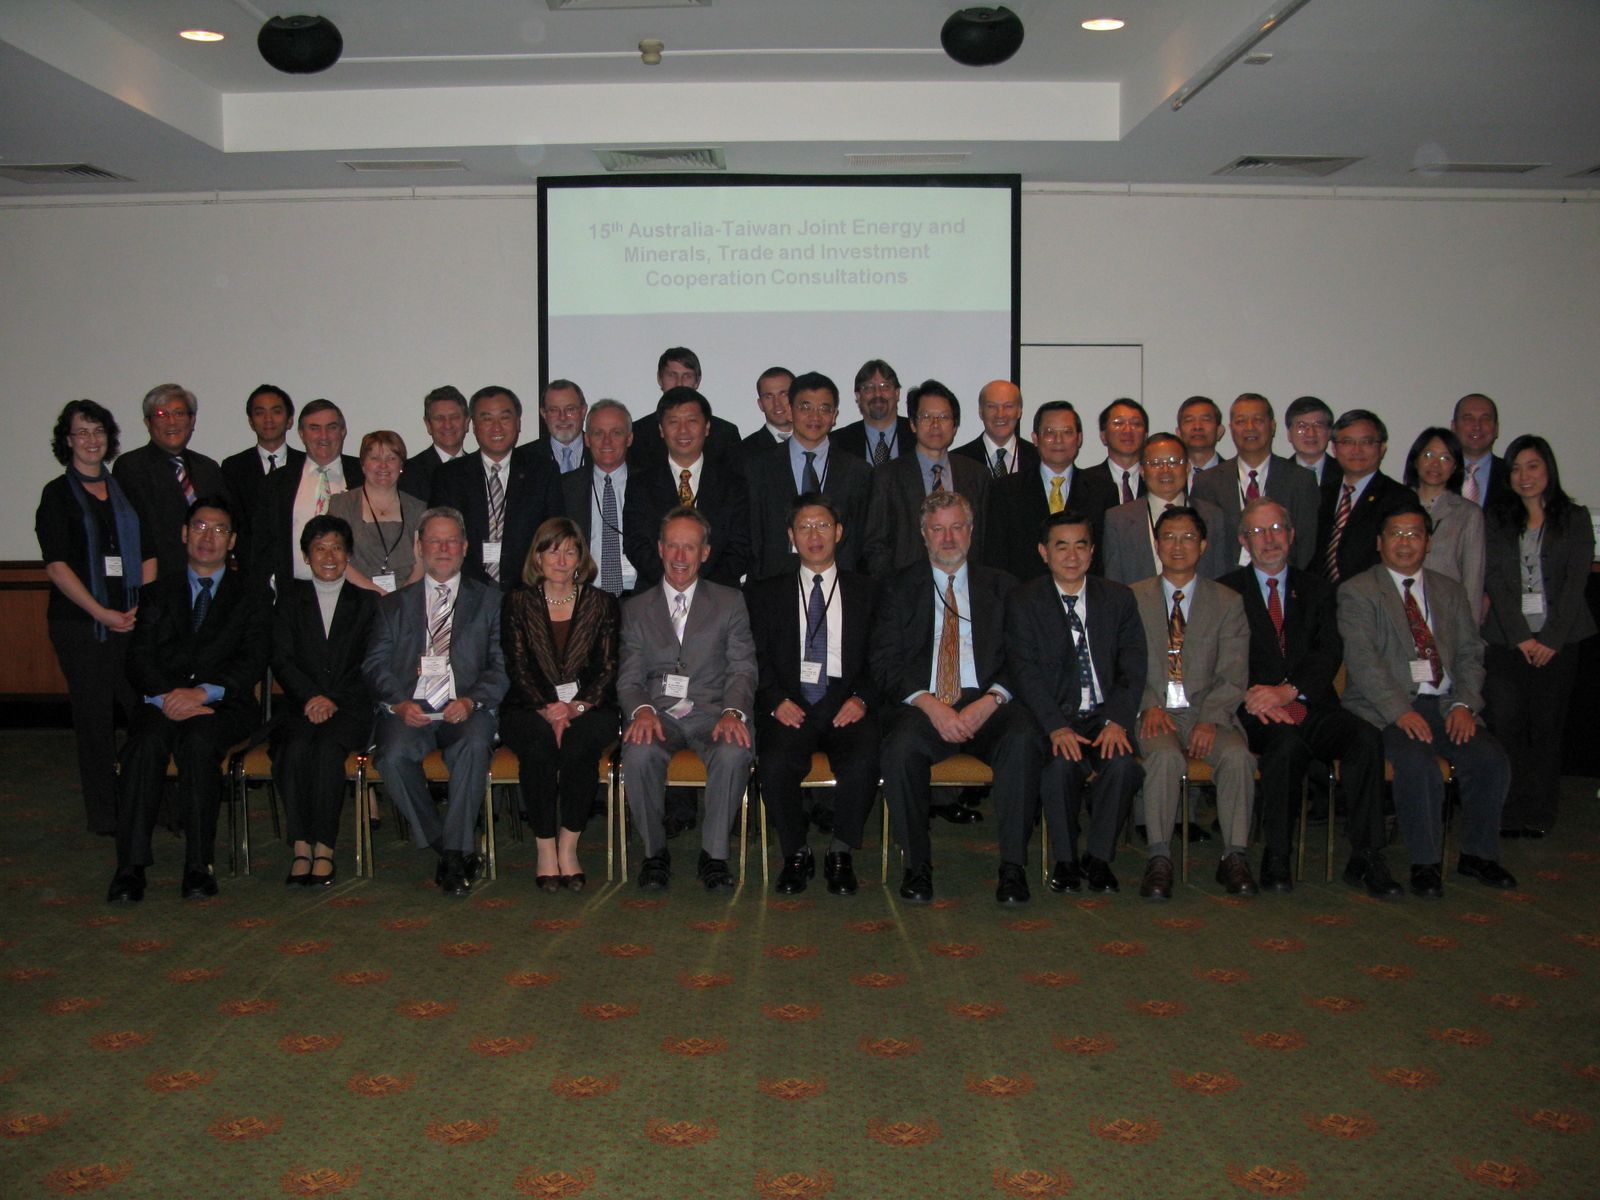 15th Australia-Taiwan Joint Energy and
Minerals, Trade and Investment
Cooperation Consultations